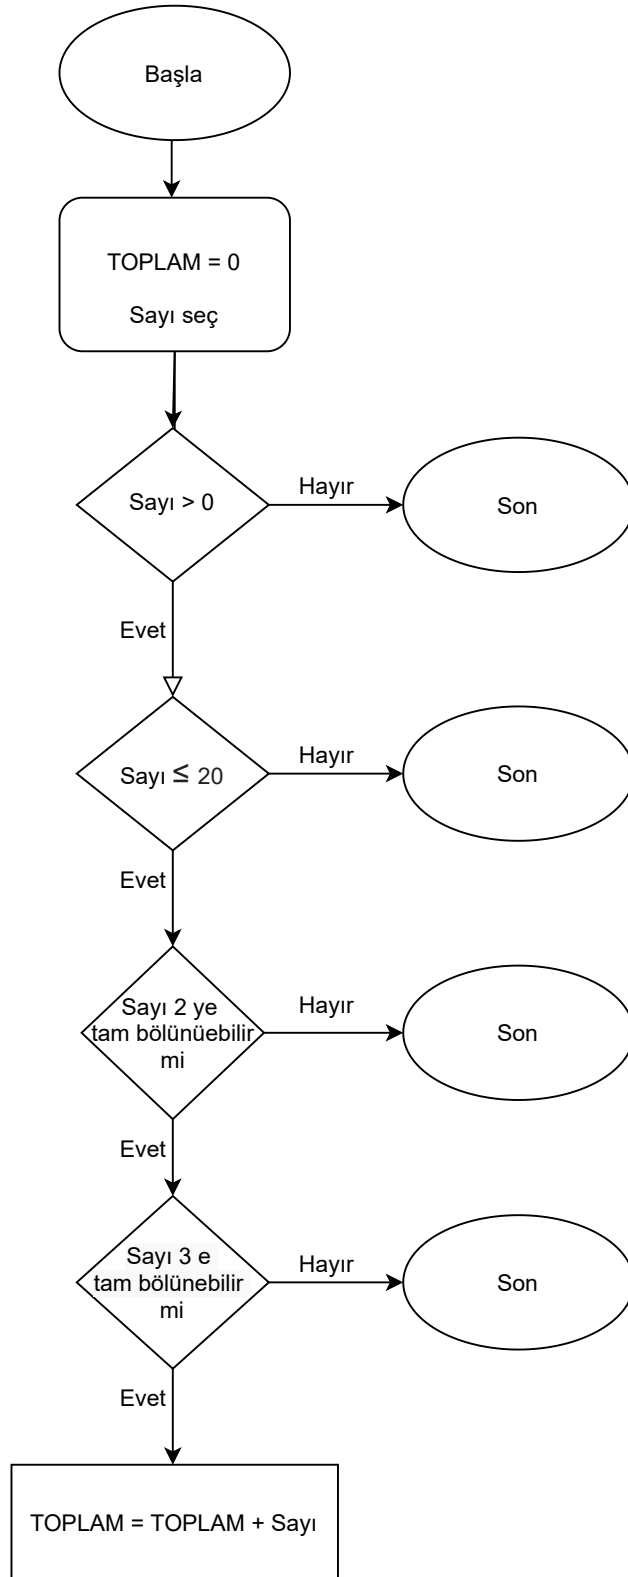 Başla
TOPLAM = 0
Sayı seç
Sayı > 0
Hayır
Son
Evet
Sayı ≤ 20
Hayır
Son
Evet
Sayı 2 ye
tam bölünüebilir
mi
Hayır
Son
Evet
Sayı 3 e
tam bölünebilir
mi
Hayır
Son
Evet
TOPLAM = TOPLAM + Sayı